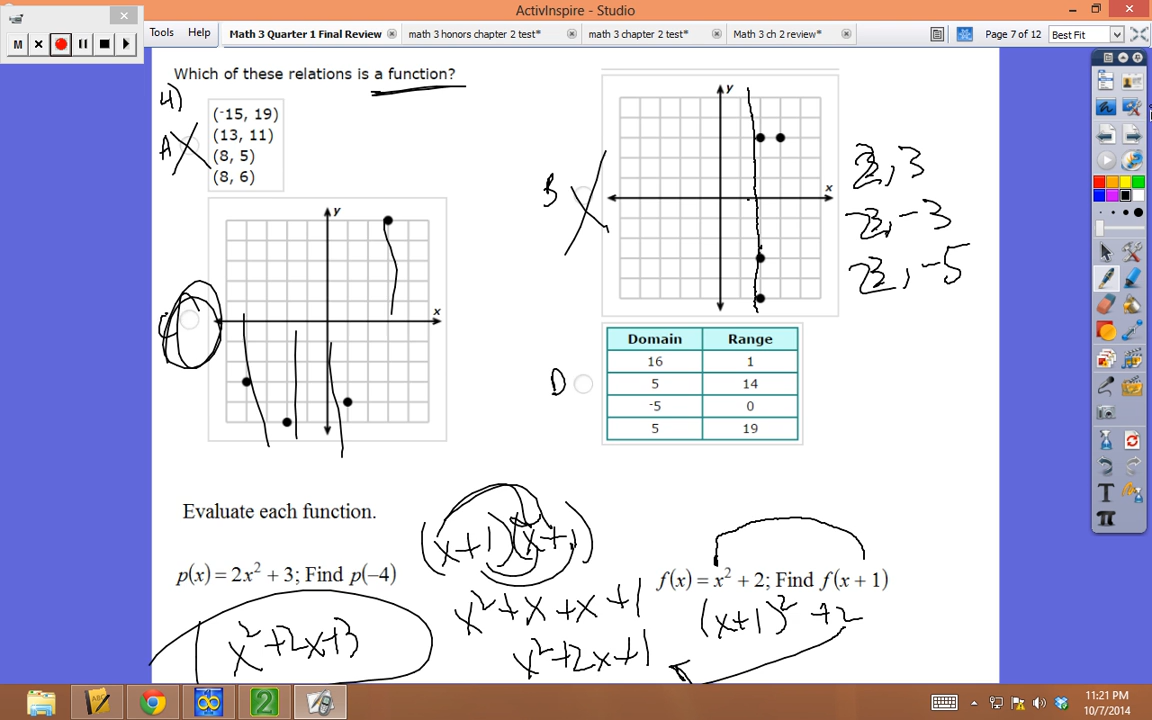 ActivInspire - Studio
Tools Help
Math 3 Quarter 1 Final Review
math 3 honors chapter 2 test*
math 3 chapter 2 test*
Math 3 ch 2 review*
Page 7 of 12
Best Fit
M
Which of these relations is a function?
4)
A
(-15, 19)
(13, 11)
(8, 5)
(8, 6)
B
y
x
2, 3
2, -3
2, -5
y
x
C
D
Domain Range
16 1
5 14
-5 0
5 19
Evaluate each function.
(x+1)(x+1)
p(x) = 2x² + 3; Find p(−4)
f(x) = x² + 2; Find f(x + 1)
x²+x+x+1
(x+1)²+2
x²+2x+3
x²+2x+1
T
π
2
11:21 PM
10/7/2014